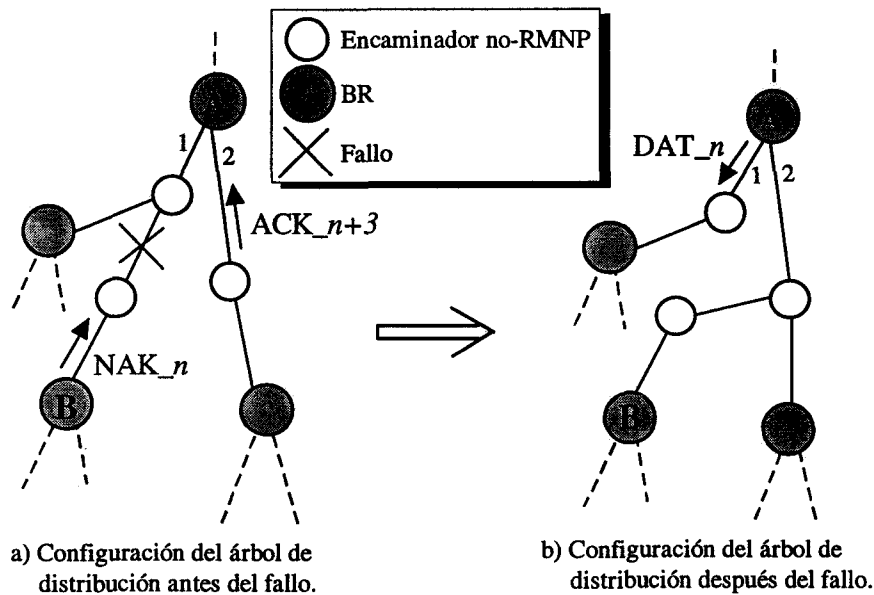 Encaminador no-RMNP
BR
Fallo
A
1
2
ACK_n+3
NAK_n
B
A
DAT_n
1
2
B
a) Configuración del árbol de
distribución antes del fallo.
b) Configuración del árbol de
distribución después del fallo.